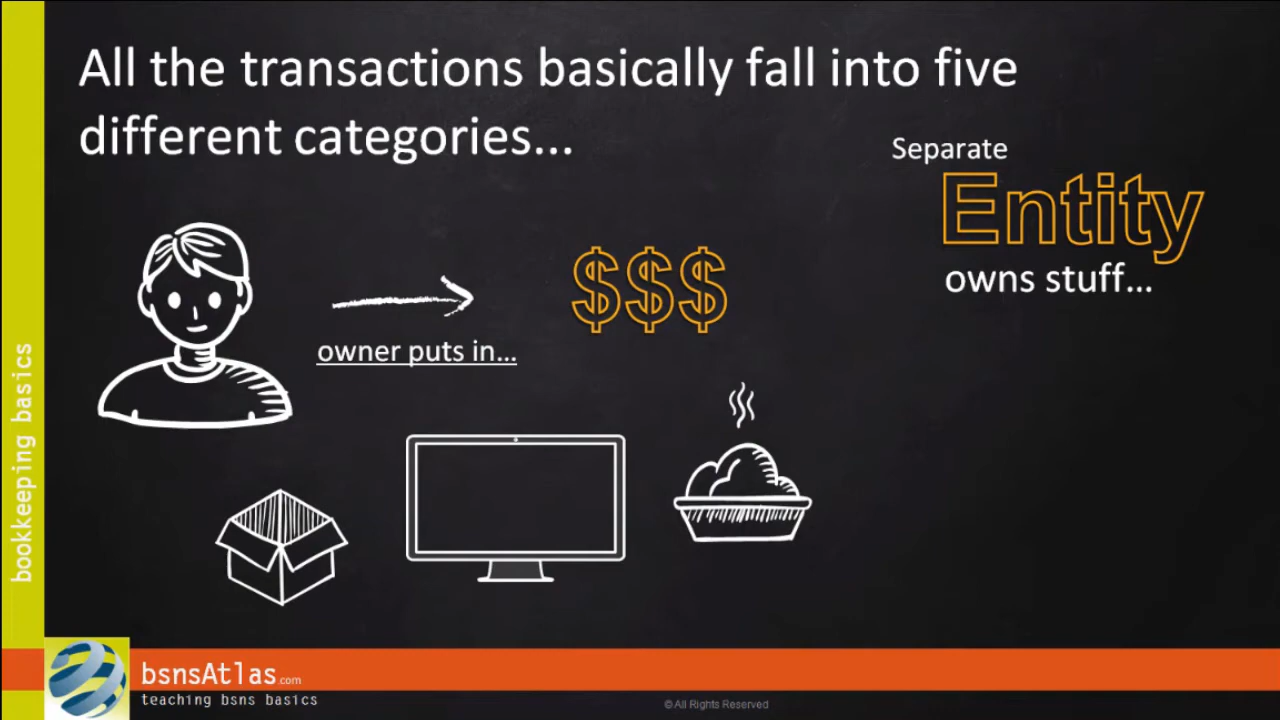 All the transactions basically fall into five
different categories...
Separate
Entity
owns stuff...
$$$
owner puts in...
bookkeeping basics
bsnsAtlas.com
teaching bsns basics
© All Rights Reserved